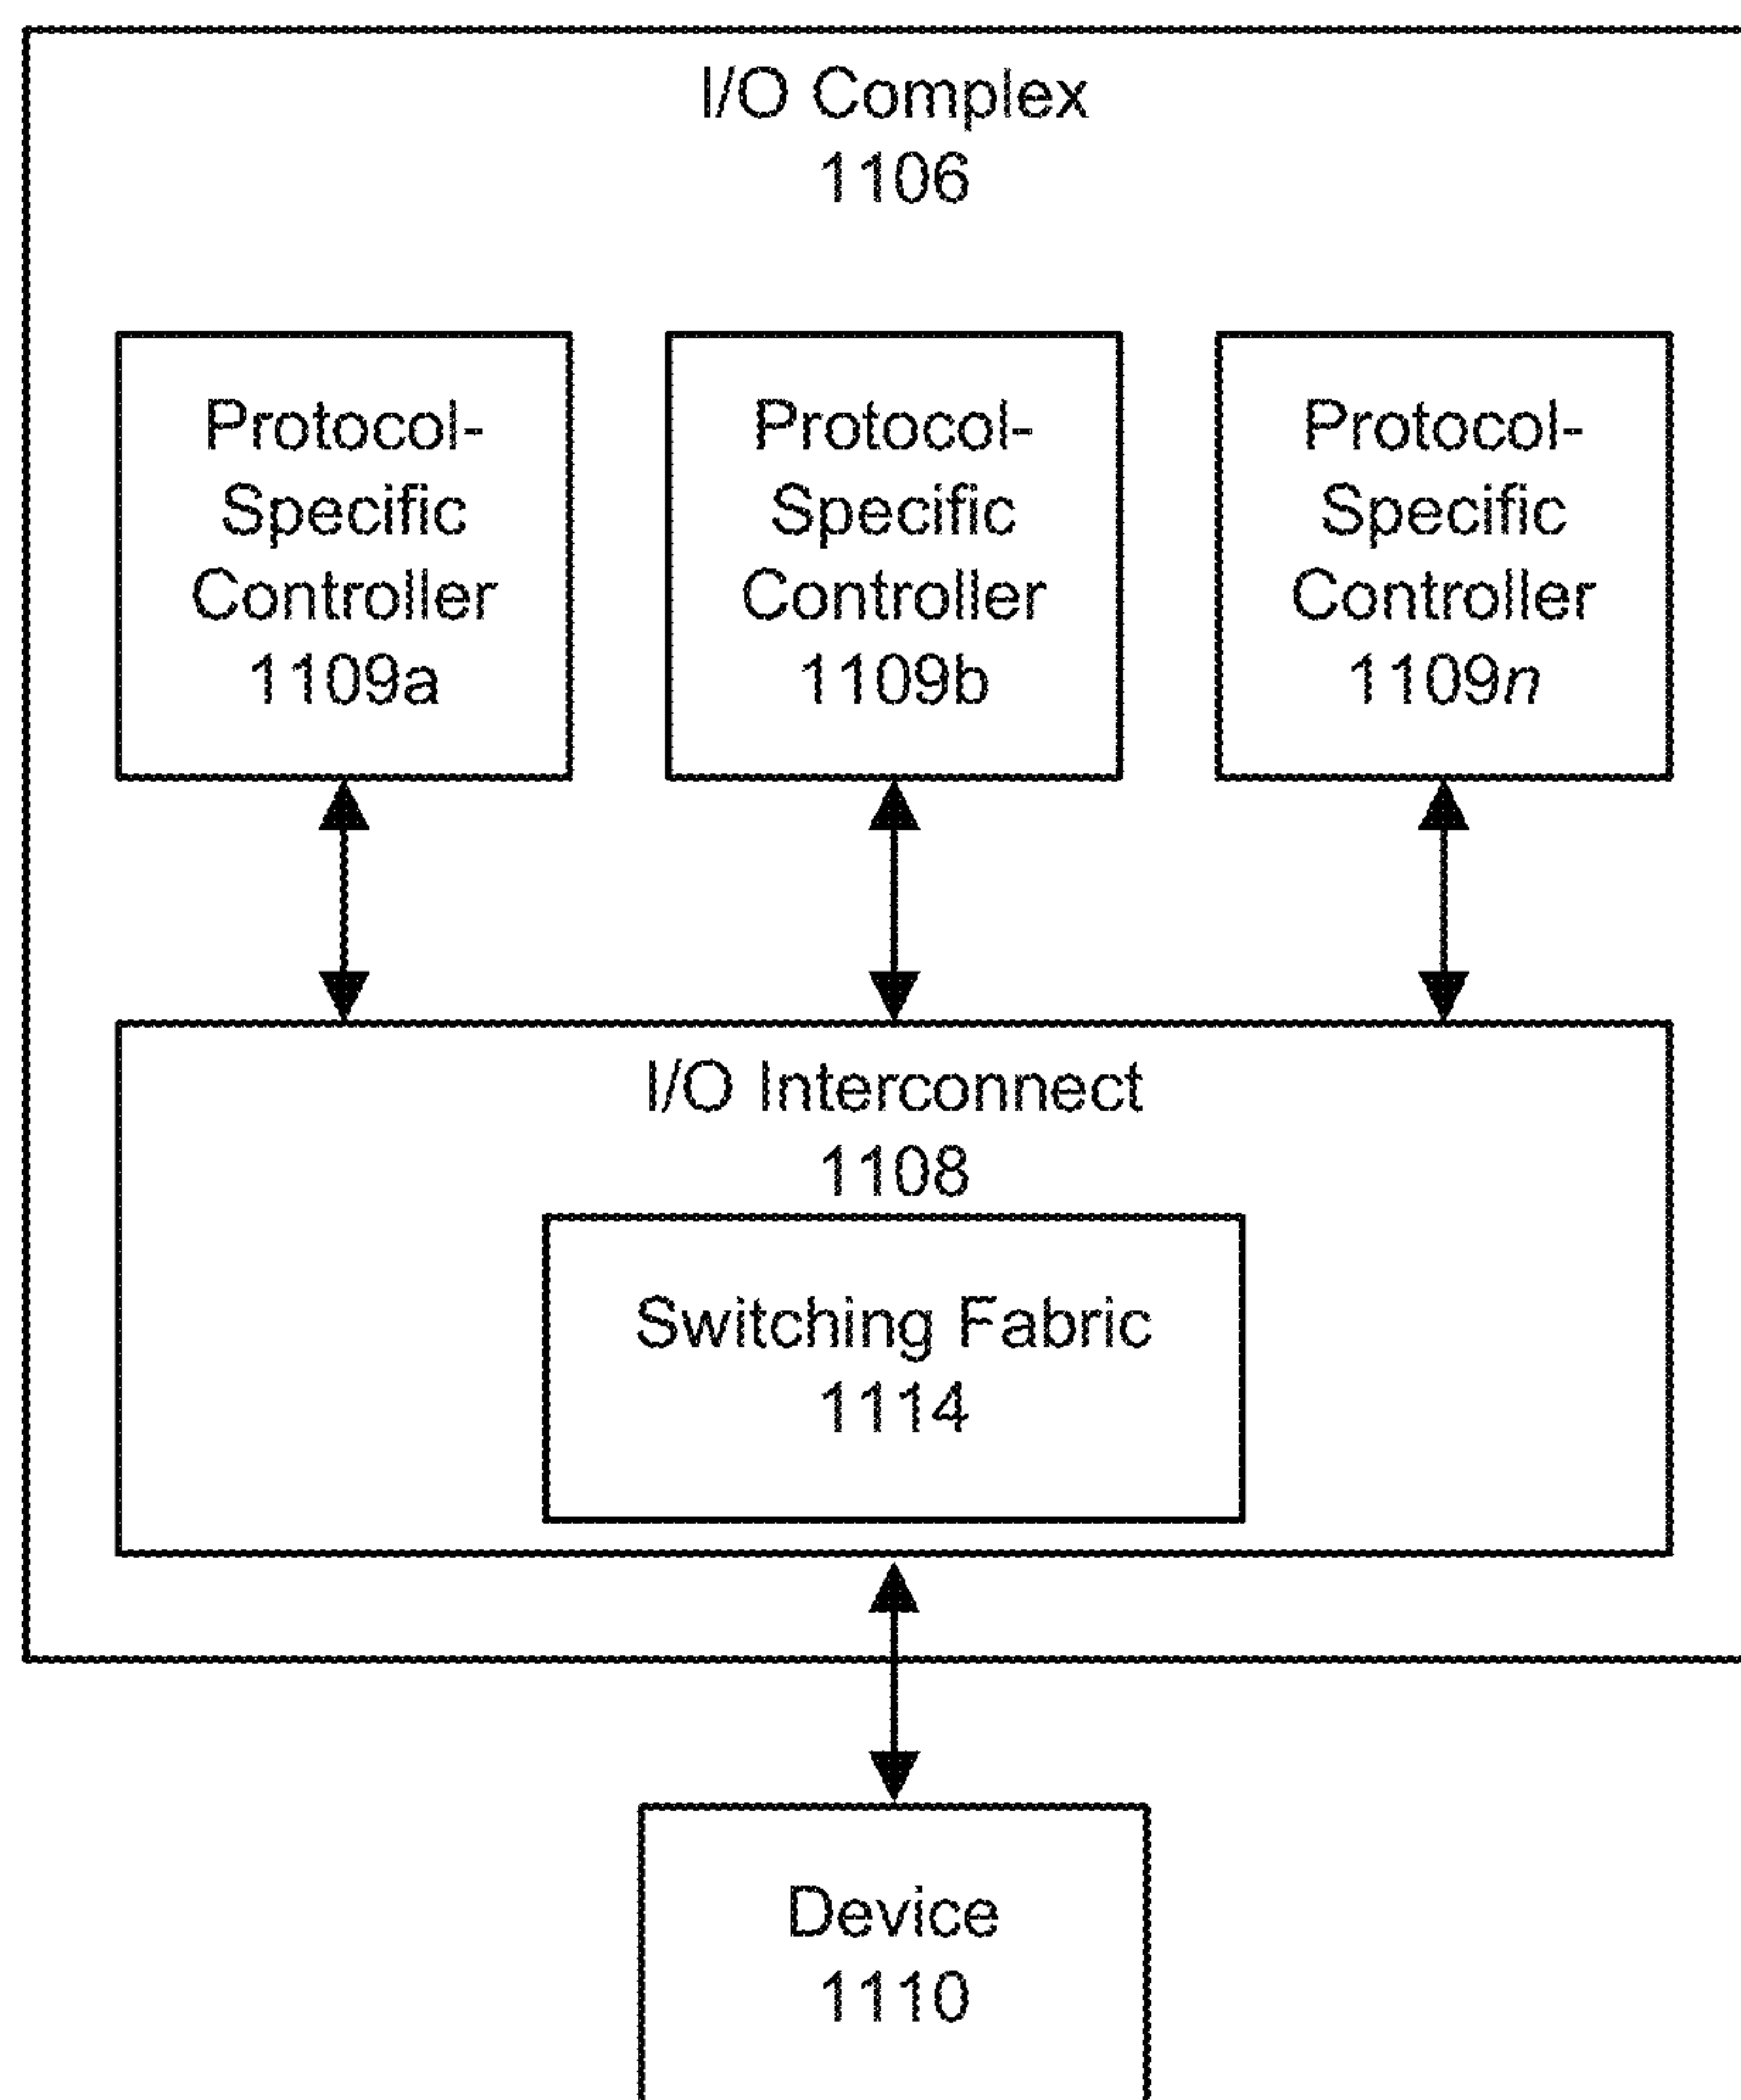 I/O Complex
1106
Protocol-
Specific
Controller
1109a
Protocol-
Specific
Controller
1109b
Protocol-
Specific
Controller
1109n
I/O Interconnect
1108
Switching Fabric
1114
Device
1110